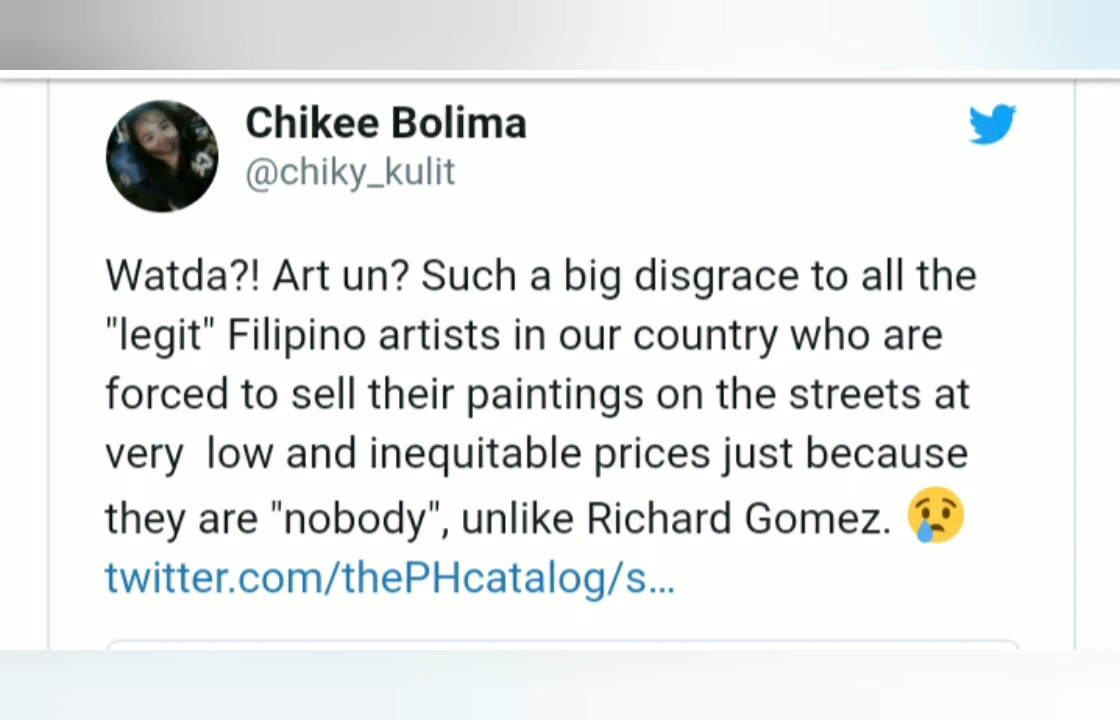 Chikee Bolima
@chiky_kulit
Watda?! Art un? Such a big disgrace to all the
"legit" Filipino artists in our country who are
forced to sell their paintings on the streets at
very  low and inequitable prices just because
they are "nobody", unlike Richard Gomez. 😢
twitter.com/thePHcatalog/s...